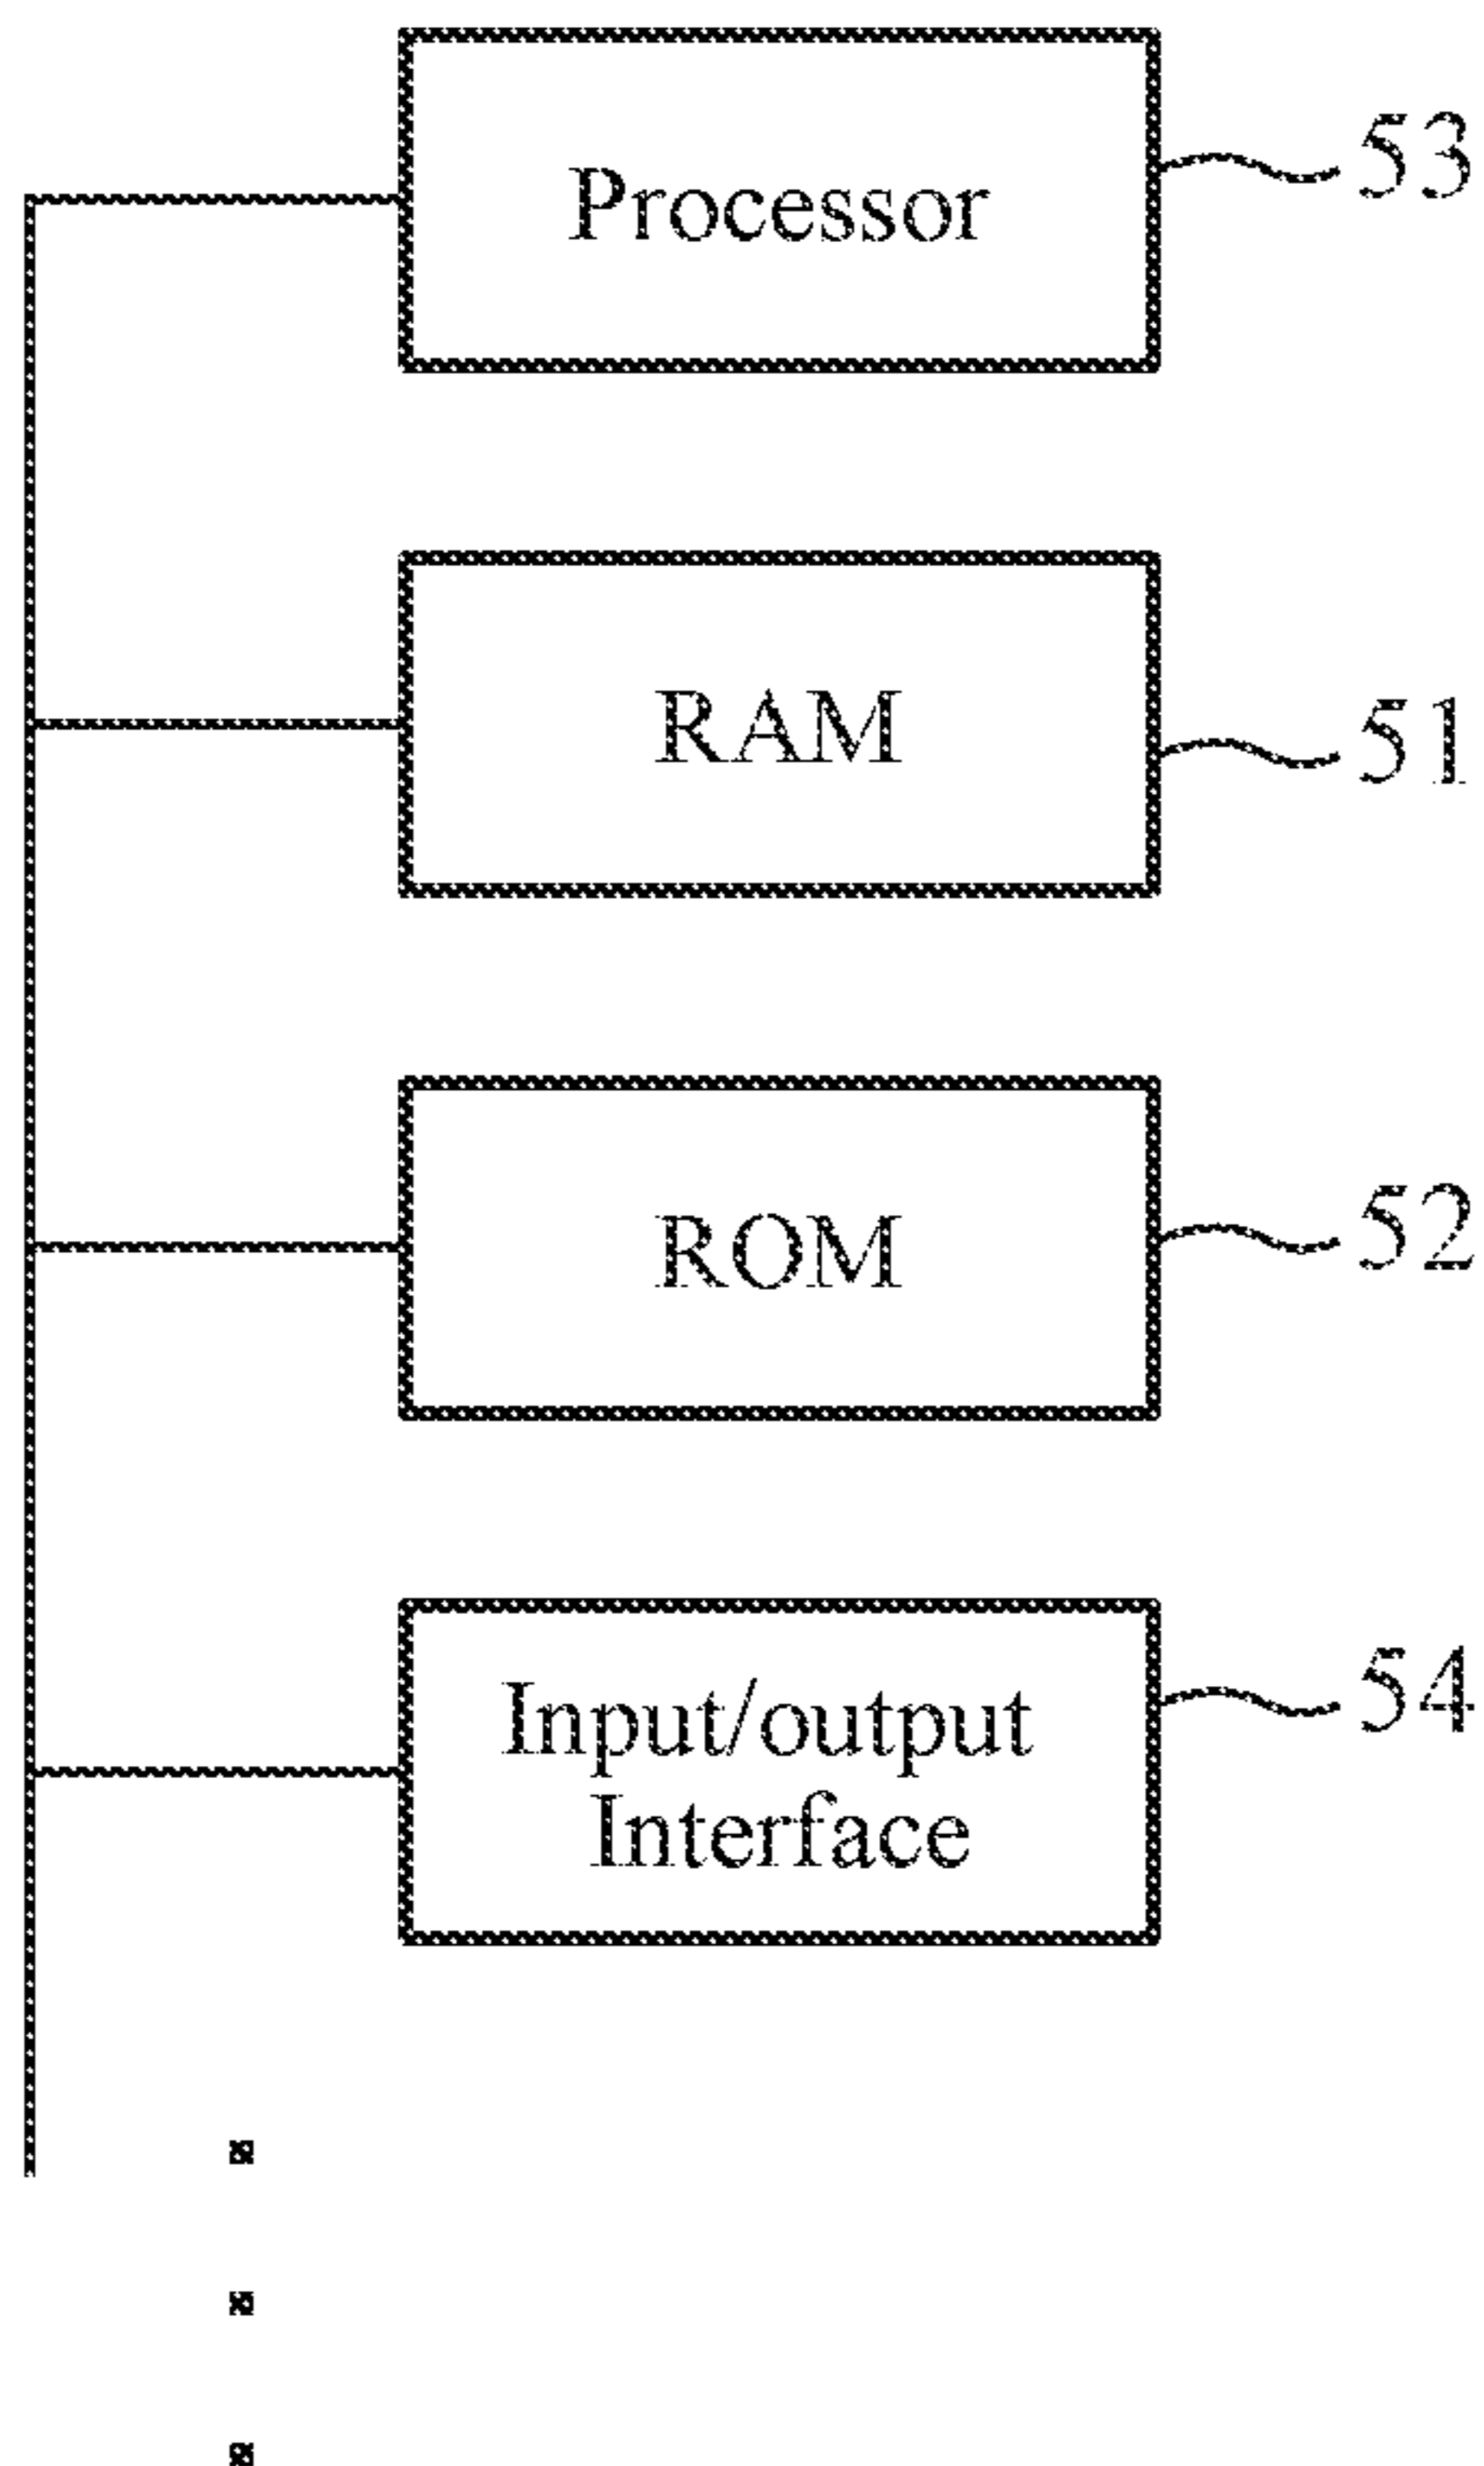 Processor
53
RAM
51
ROM
52
Input/output
Interface
54